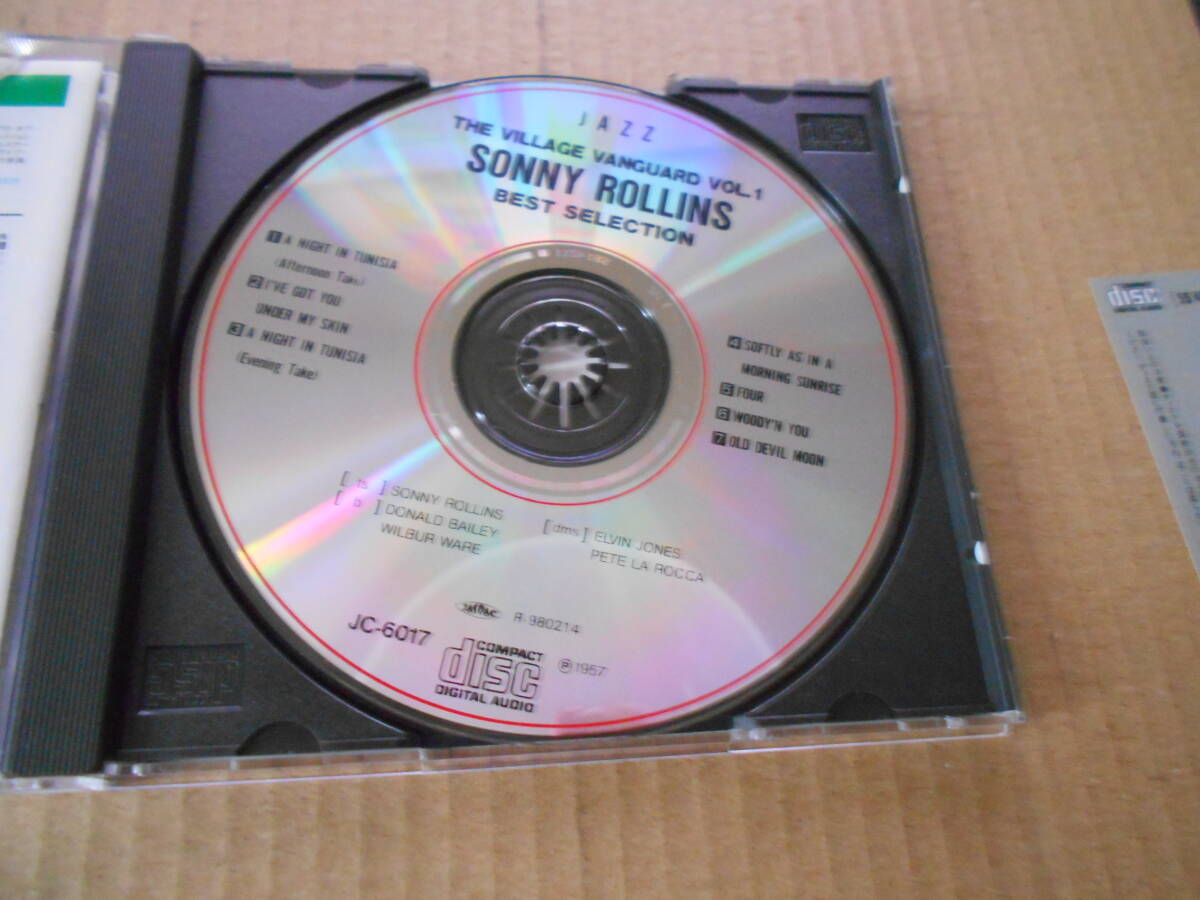 JAZZ
THE VILLAGE VANGUARD VOL.1
SONNY ROLLINS
BEST SELECTION
1 A NIGHT IN TUNISIA
(Afternoon Take)
2 I'VE GOT YOU
UNDER MY SKIN
3 A NIGHT IN TUNISIA
(Evening Take)
4 SOFTLY AS IN A
MORNING SUNRISE
5 FOUR
6 WOODY'N YOU
7 OLD DEVIL MOON
[ ts ] SONNY ROLLINS
[ b ] DONALD BAILEY
WILBUR WARE
[dms] ELVIN JONES
PETE LA ROCCA
R-980214
JC-6017
COMPACT
disc
DIGITAL AUDIO
℗1957
disc
G